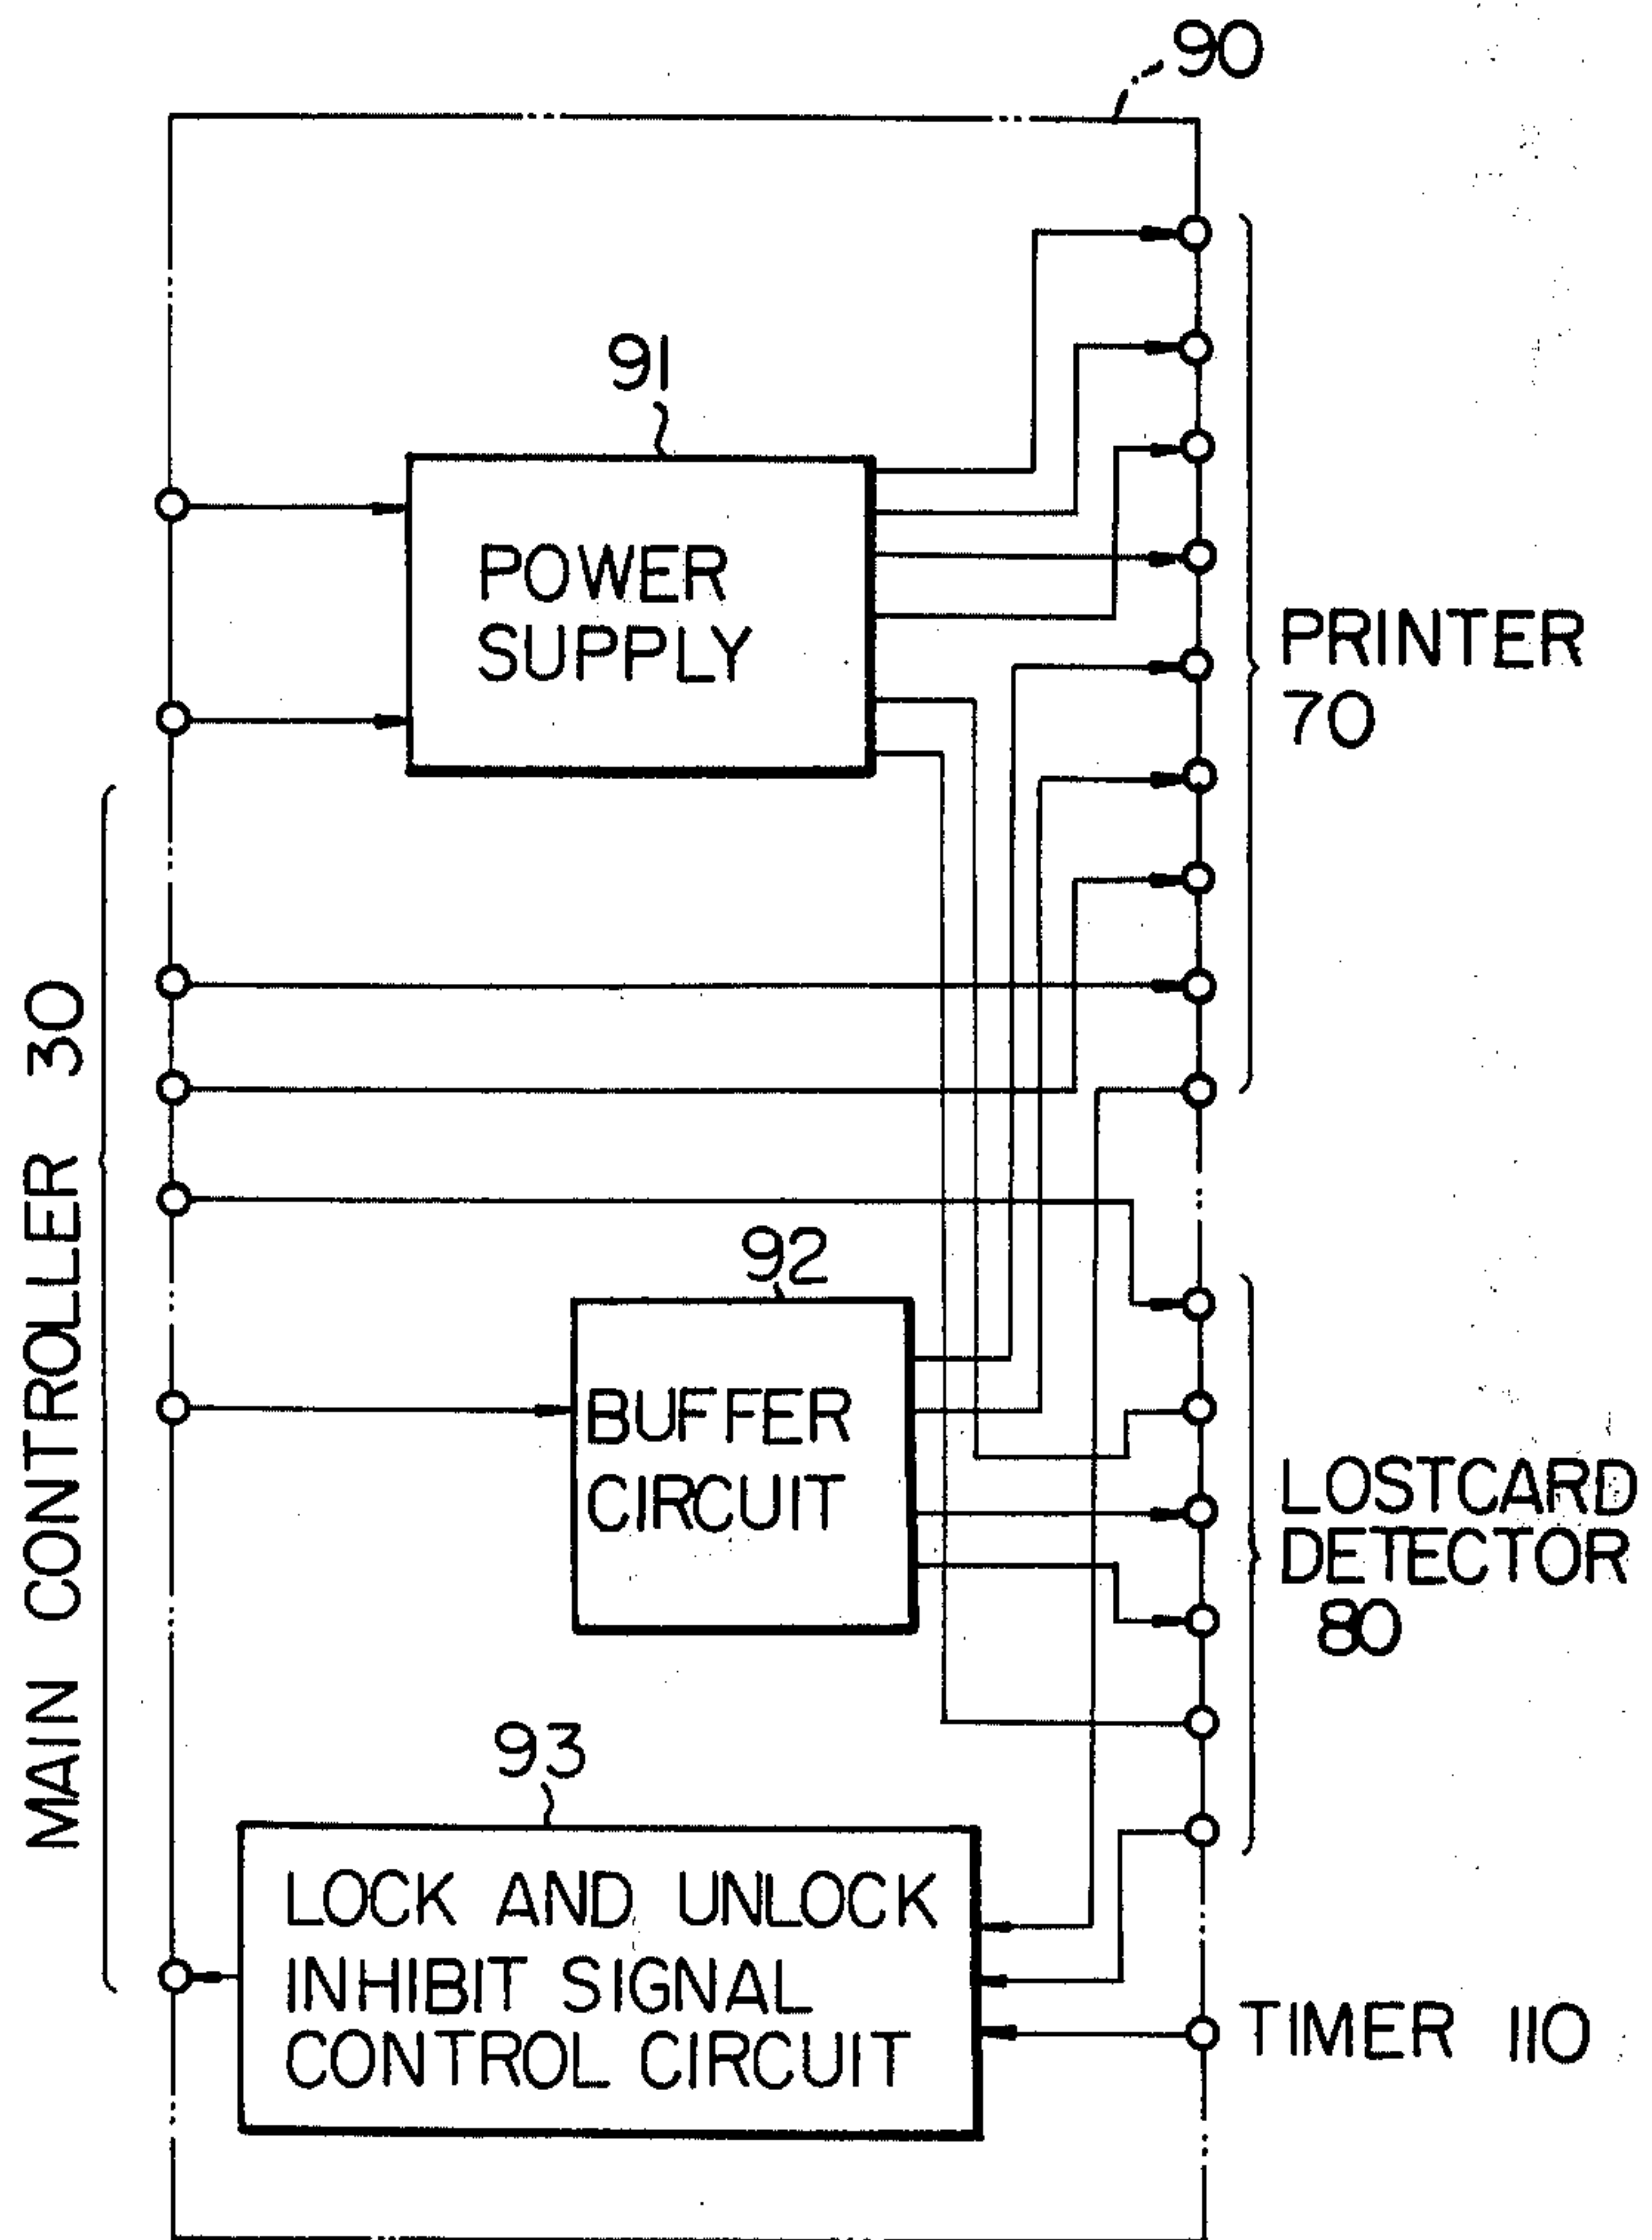 90
91
POWER
SUPPLY
PRINTER
70
MAIN CONTROLLER 30
92
BUFFER
CIRCUIT
LOSTCARD
DETECTOR
80
93
LOCK AND UNLOCK
INHIBIT SIGNAL
CONTROL CIRCUIT
TIMER 110